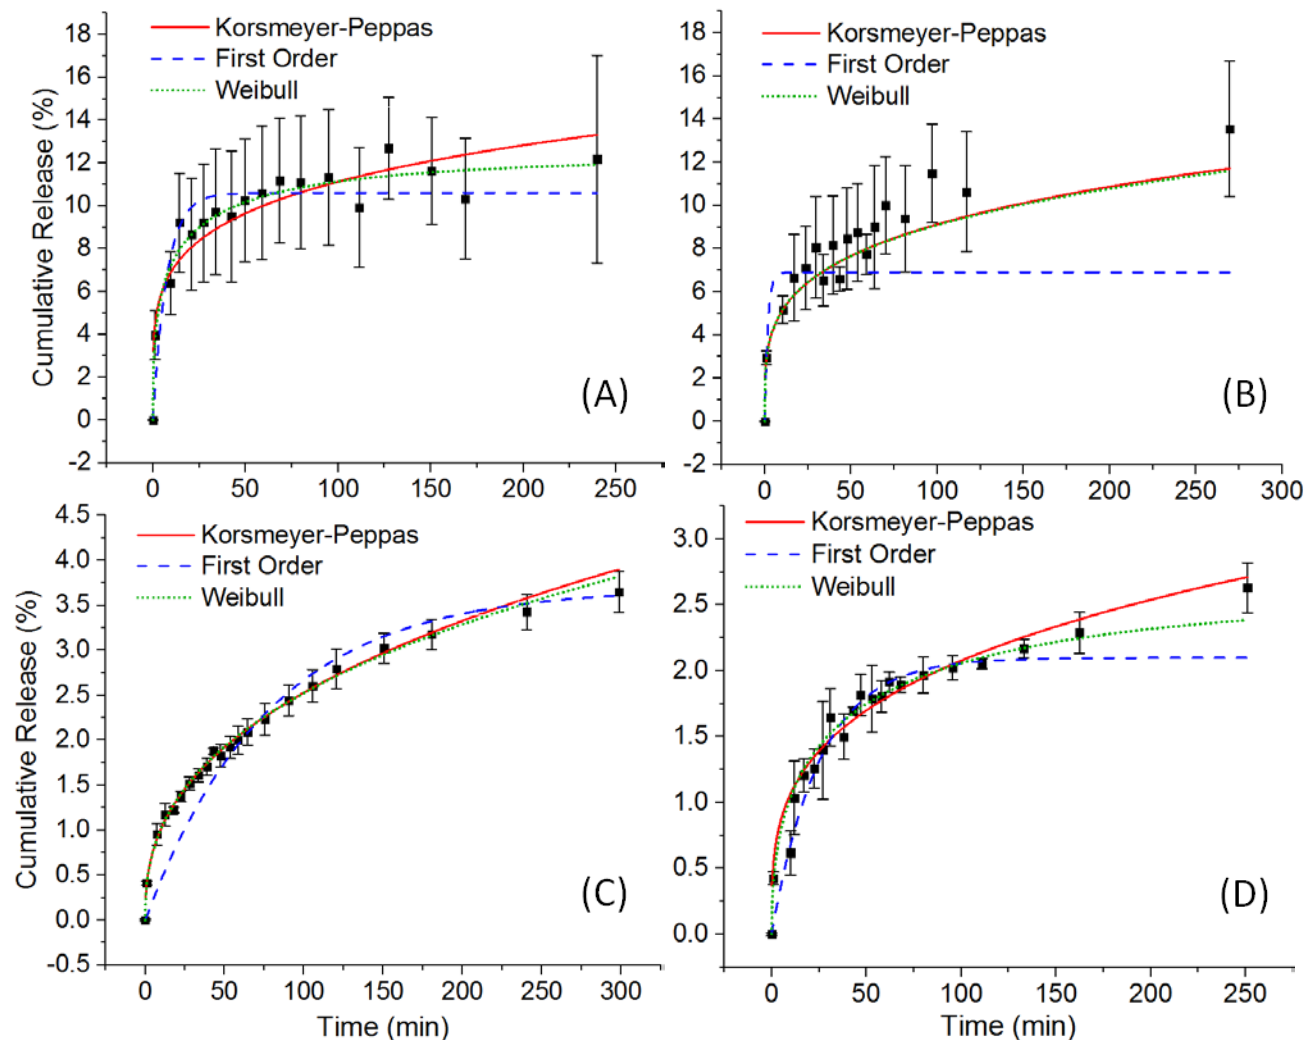 Korsmeyer-Peppas
First Order
Weibull
Cumulative Release (%)
18
16
14
12
10
8
6
4
2
0
-2
0 50 100 150 200 250
(A)
Korsmeyer-Peppas
First Order
Weibull
18
16
14
12
10
8
6
4
2
0
-2
0 50 100 150 200 250 300
(B)
Korsmeyer-Peppas
First Order
Weibull
Cumulative Release (%)
4.5
4.0
3.5
3.0
2.5
2.0
1.5
1.0
0.5
0.0
-0.5
0 50 100 150 200 250 300
Time (min)
(C)
Korsmeyer-Peppas
First Order
Weibull
3.0
2.5
2.0
1.5
1.0
0.5
0.0
0 50 100 150 200 250
Time (min)
(D)